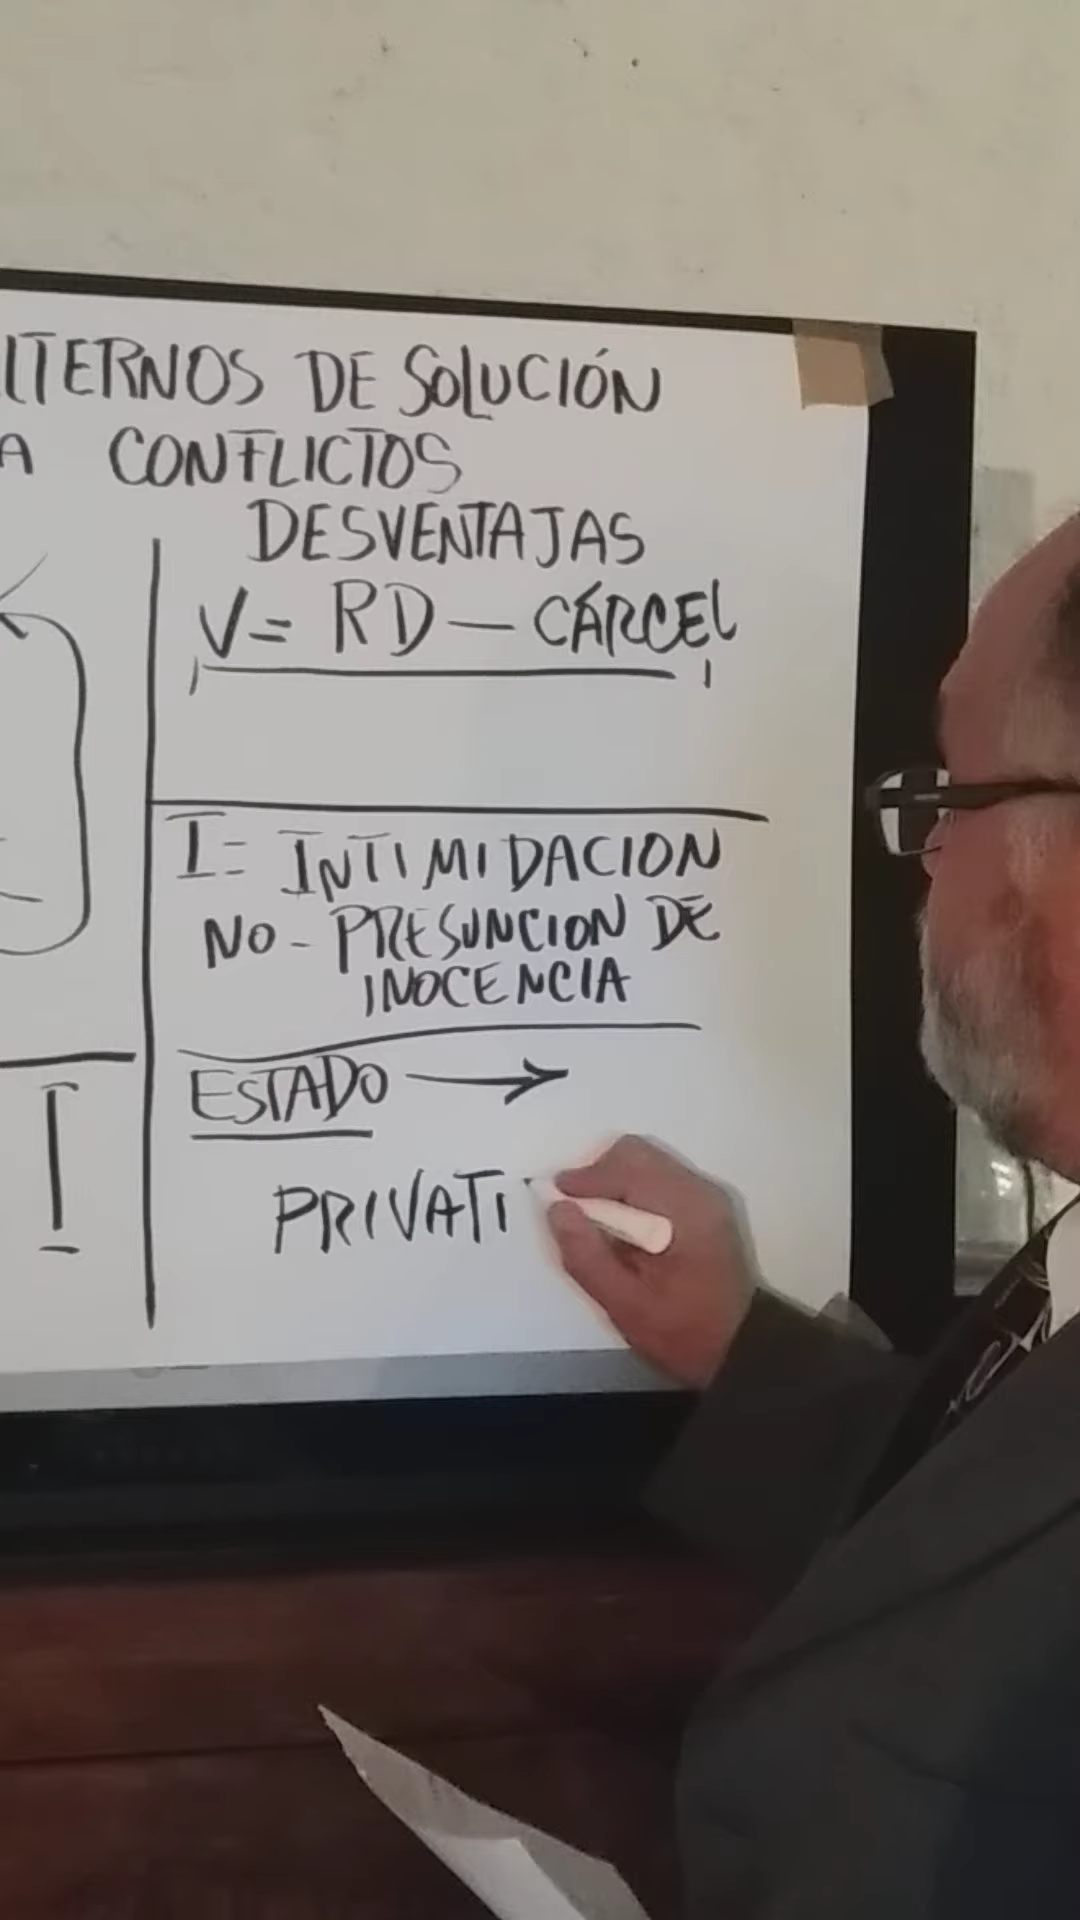 LTERNOS DE SOLUCIÓN
A CONFLICTOS
DESVENTAJAS
V= RD — CÁRCEL
I= INTIMIDACION
NO - PRESUNCION DE
INOCENCIA
ESTADO →
PRIVATI
I